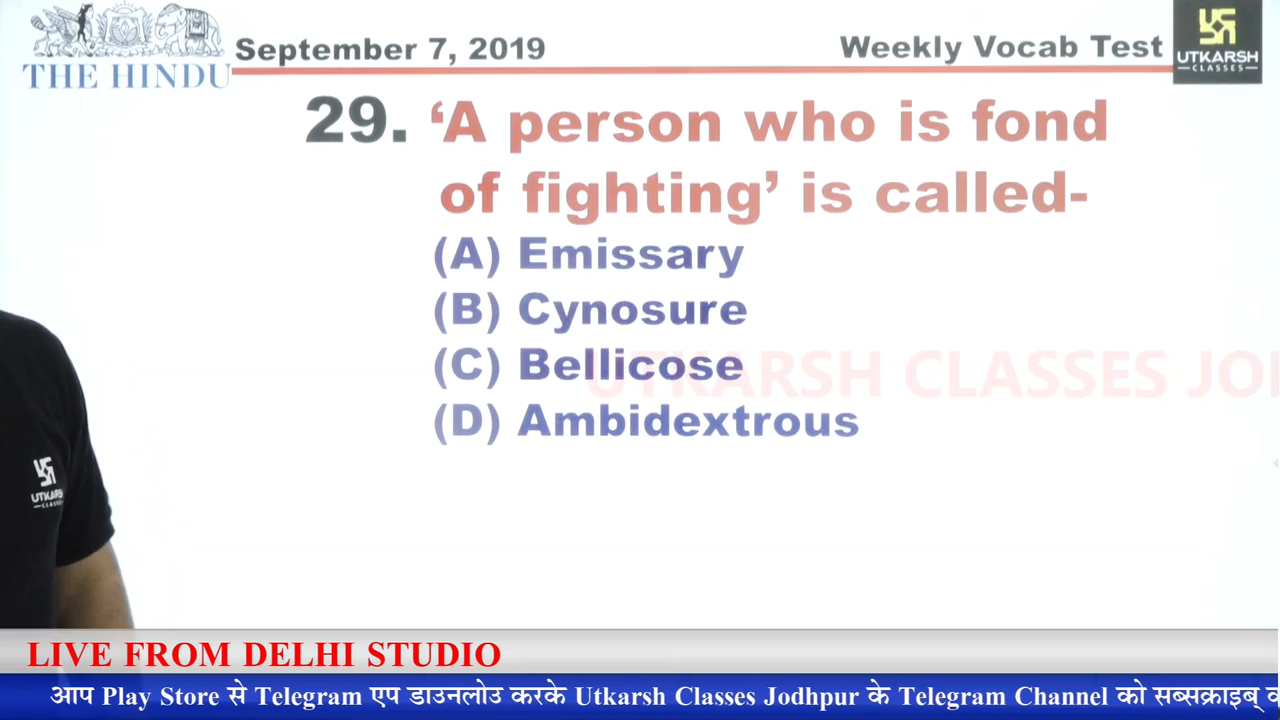 THE HINDU
September 7, 2019
Weekly Vocab Test
UTKARSH
CLASSES
29. ‘A person who is fond
of fighting’ is called-
(A) Emissary
(B) Cynosure
(C) Bellicose
(D) Ambidextrous
UTKARSH CLASSES
UTKARSH
CLASSES
LIVE FROM DELHI STUDIO
आप Play Store से Telegram एप डाउनलोउ करके Utkarsh Classes Jodhpur के Telegram Channel को सब्सक्राइब्